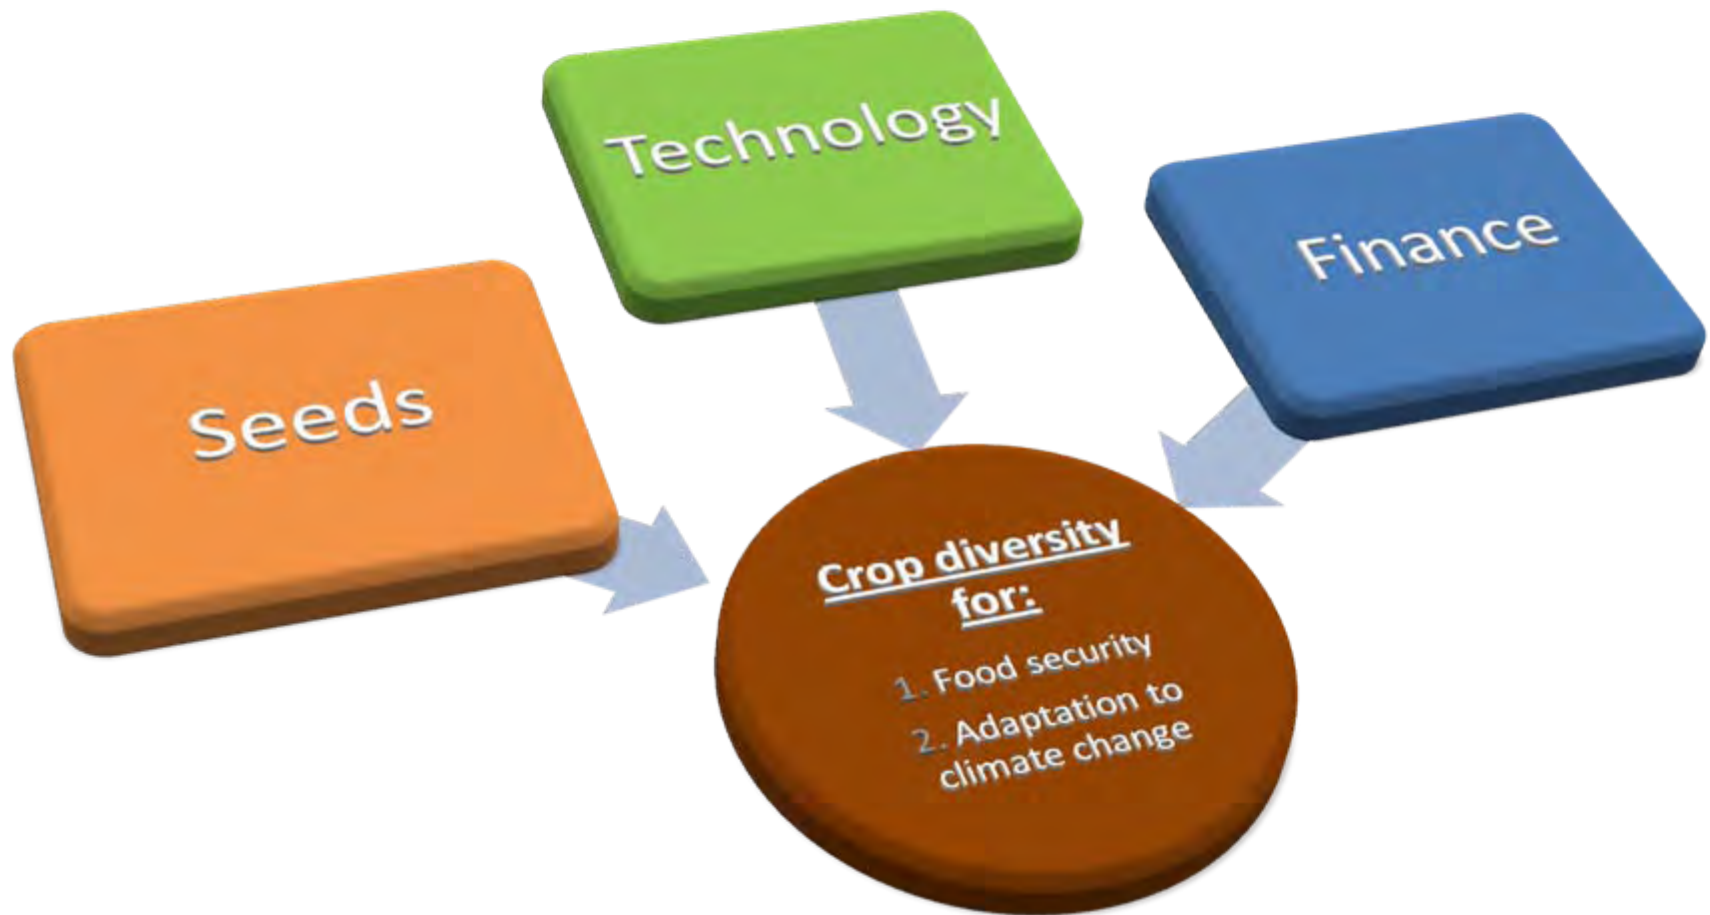 Technology
Finance
Seeds
Crop diversity
for:
1. Food security
2. Adaptation to
climate change